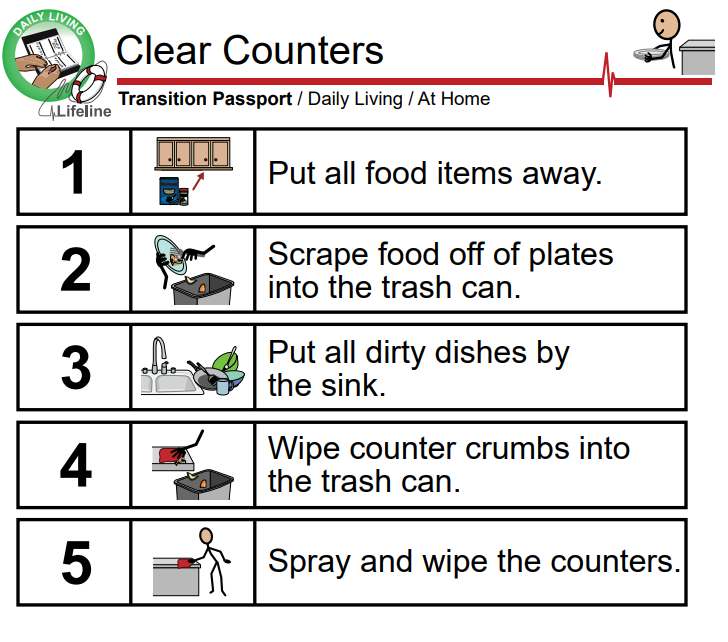 DAILY LIVING
Lifeline
Clear Counters
Transition Passport / Daily Living / At Home
1
Put all food items away.
2
Scrape food off of plates
into the trash can.
3
Put all dirty dishes by
the sink.
4
Wipe counter crumbs into
the trash can.
5
Spray and wipe the counters.